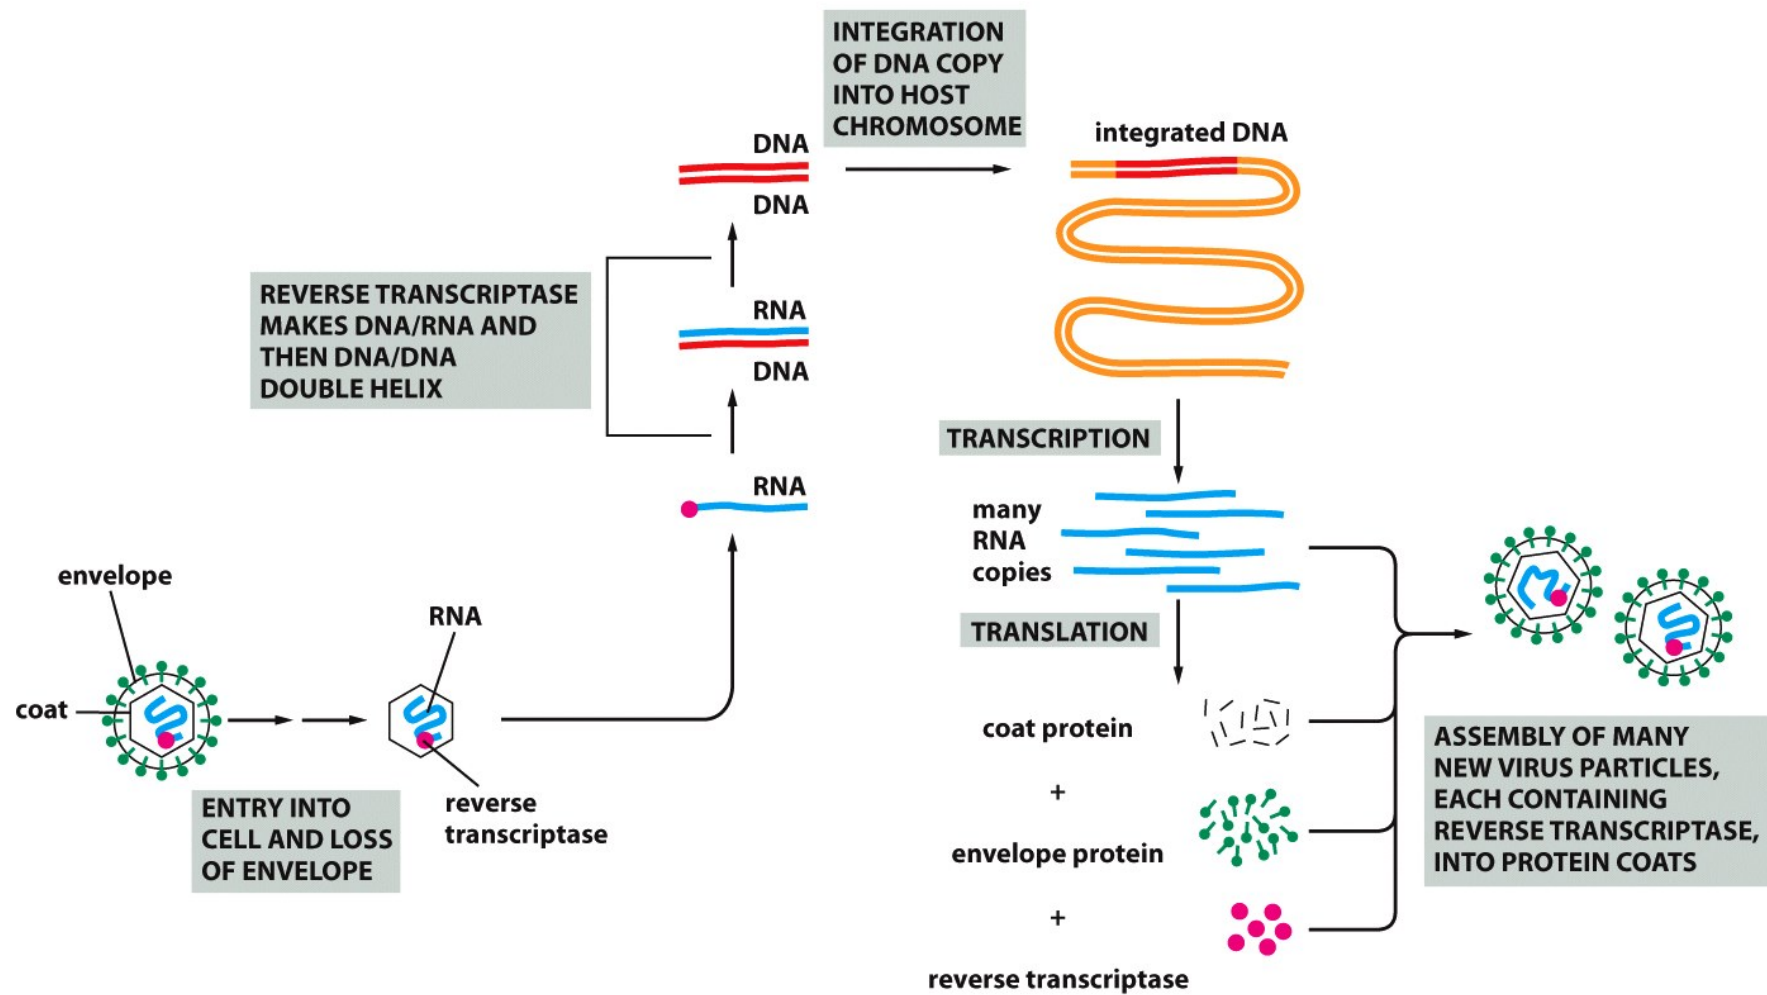 INTEGRATION
OF DNA COPY
INTO HOST
CHROMOSOME
integrated DNA
DNA
DNA
REVERSE TRANSCRIPTASE
MAKES DNA/RNA AND
THEN DNA/DNA
DOUBLE HELIX
RNA
DNA
RNA
envelope
coat
RNA
reverse
transcriptase
ENTRY INTO
CELL AND LOSS
OF ENVELOPE
TRANSCRIPTION
many
RNA
copies
TRANSLATION
coat protein
+
envelope protein
+
reverse transcriptase
ASSEMBLY OF MANY
NEW VIRUS PARTICLES,
EACH CONTAINING
REVERSE TRANSCRIPTASE,
INTO PROTEIN COATS